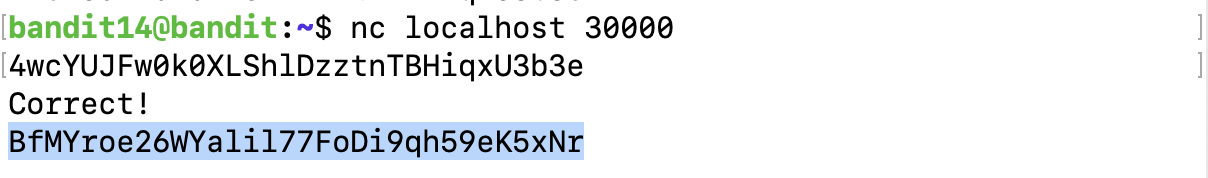 [bandit14@bandit:~$ nc localhost 30000 ]
[4wcYUJFw0k0XLShlDzztnTBHiqxU3b3e ]
Correct!
BfMYroe26WYalil77FoDi9qh59eK5xNr